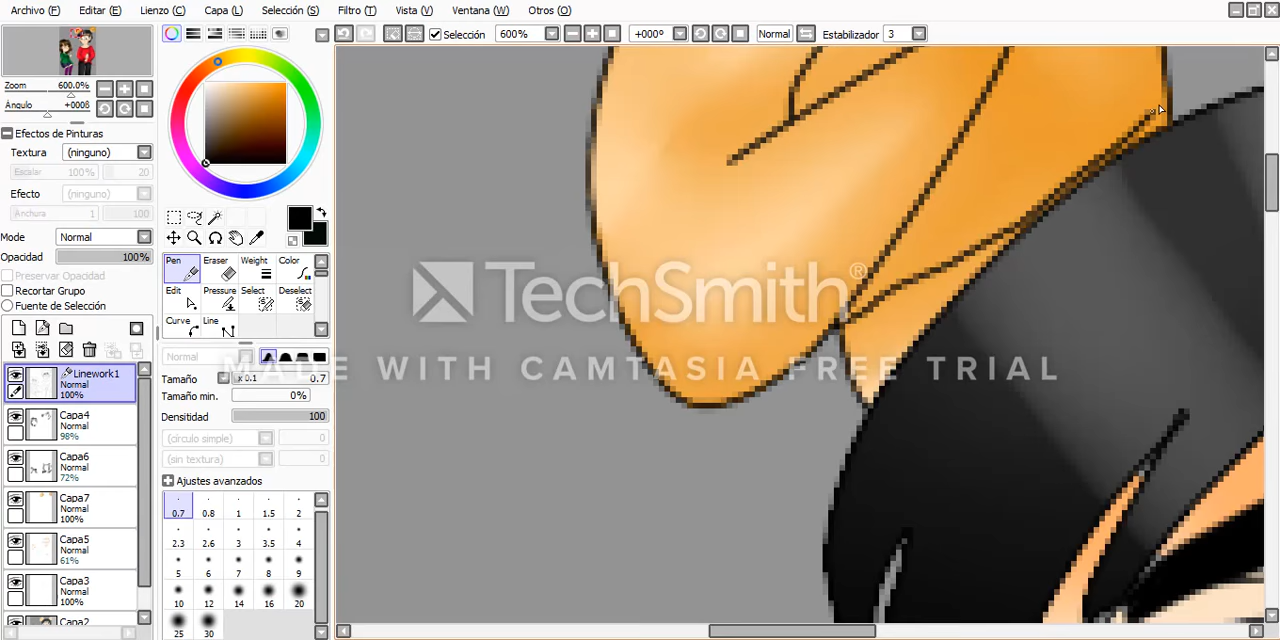 Archivo (F) Editar (E) Lienzo (C) Capa (L) Selección (S) Filtro (T) Vista (V) Ventana (W) Otros (O)
Selección 600% +000º Normal Estabilizador 3
Zoom 600.0%
Ángulo +000ß
Efectos de Pinturas
Textura (ninguno)
Escalar 100% 20
Efecto (ninguno)
Anchura 1 100
Mode Normal
Opacidad 100%
Preservar Opacidad
Recortar Grupo
Fuente de Selección
Linework1
Normal
100%
Capa4
Normal
98%
Capa6
Normal
72%
Capa7
Normal
100%
Capa5
Normal
61%
Capa3
Normal
100%
Capa2
Pen Eraser Weight Color
Edit Pressure Select Deselect
Curve Line
Normal
Tamaño x 0.1 0.7
Tamaño min. 0%
Densitidad 100
(círculo simple)
(sin textura)
Ajustes avanzados
0.7 0.8 1 1.5 2
2.3 2.6 3 3.5 4
5 6 7 8 9
10 12 14 16 20
25 30
TechSmith®
MADE WITH CAMTASIA FREE TRIAL